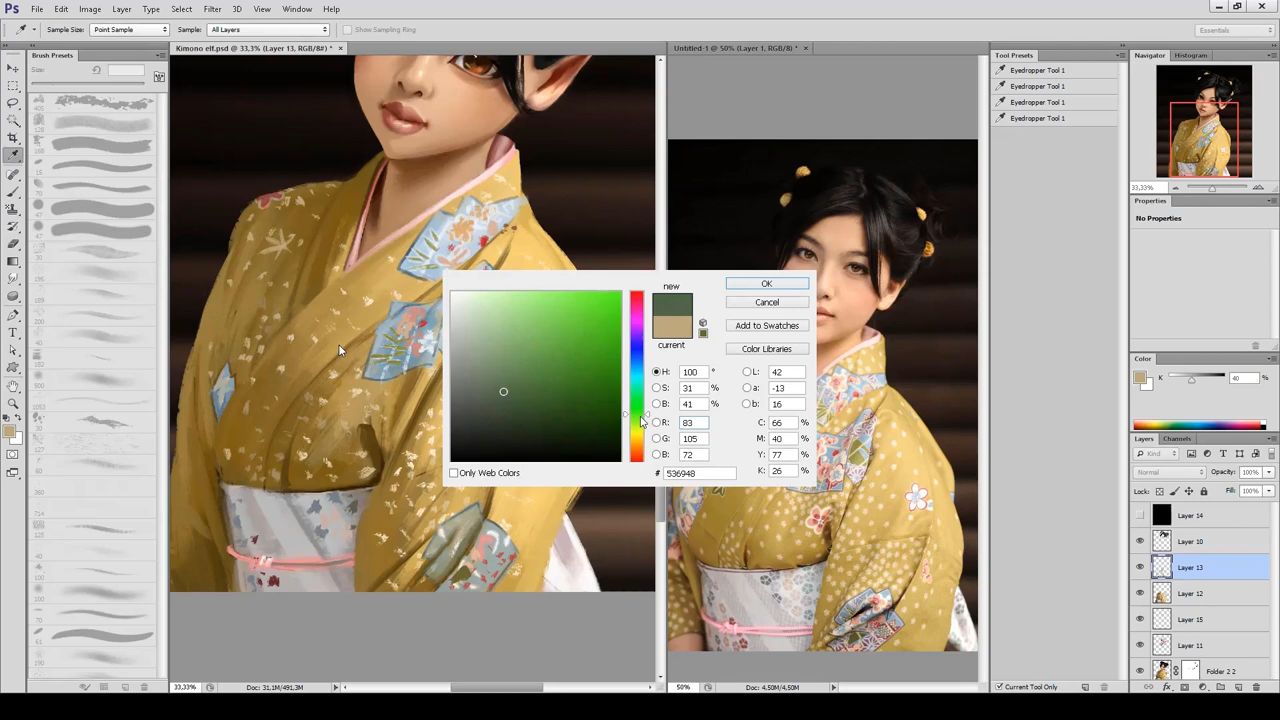 Ps File Edit Image Layer Type Select Filter 3D View Window Help
Sample Size: Point Sample Sample: All Layers Show Sampling Ring Essentials
Brush Presets
Size:
Kimono elf.psd @ 33,3% (Layer 13, RGB/8#) *
Untitled-1 @ 50% (Layer 1, RGB/8) *
Tool Presets
Eyedropper Tool 1
Eyedropper Tool 1
Eyedropper Tool 1
Eyedropper Tool 1
Navigator Histogram
33,33%
Properties
No Properties
Color
K 40 %
Layers Channels
Kind
Normal Opacity: 100%
Lock: Fill: 100%
Layer 14
Layer 10
Layer 13
Layer 12
Layer 15
Layer 11
Folder 2 2
new
current
OK
Cancel
Add to Swatches
Color Libraries
H: 100 ° L: 42
S: 31 % a: -13
B: 41 % b: 16
R: 83 C: 66 %
G: 105 M: 40 %
B: 72 Y: 77 %
# 536948 K: 26 %
Only Web Colors
33,33% Doc: 31,1M/491,3M
50% Doc: 4,50M/4,50M
Current Tool Only